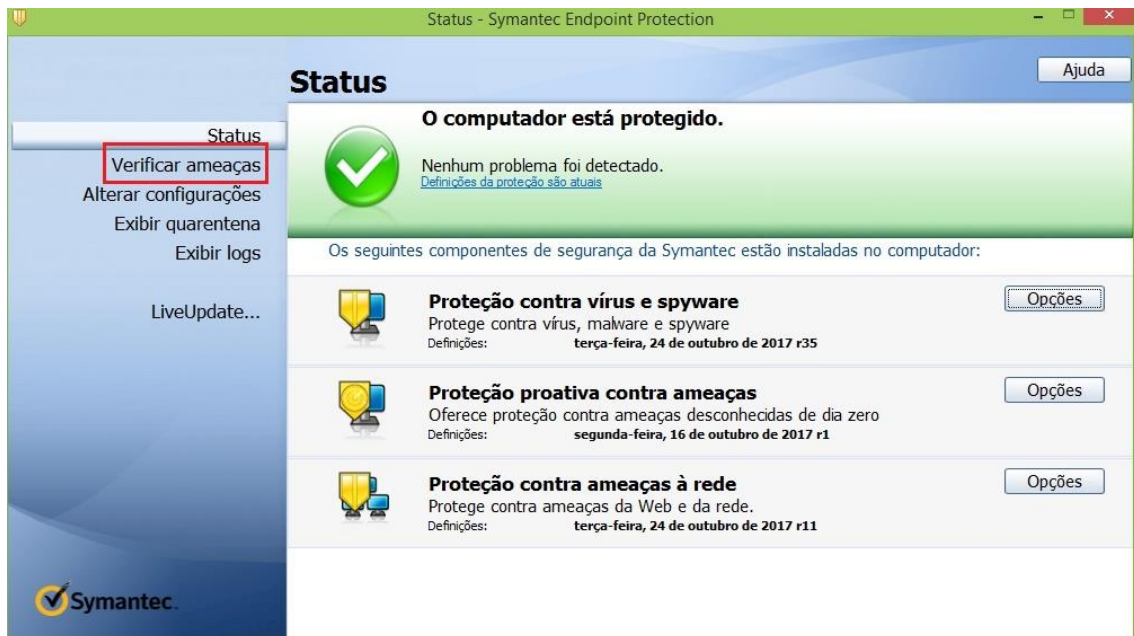 Status - Symantec Endpoint Protection
Status
Ajuda
Status
Verificar ameaças
Alterar configurações
Exibir quarentena
Exibir logs
LiveUpdate...
O computador está protegido.
Nenhum problema foi detectado.
Definições da proteção são atuais
Os seguintes componentes de segurança da Symantec estão instaladas no computador:
Proteção contra vírus e spyware
Opções
Protege contra vírus, malware e spyware
Definições: terça-feira, 24 de outubro de 2017 r35
Proteção proativa contra ameaças
Opções
Oferece proteção contra ameaças desconhecidas de dia zero
Definições: segunda-feira, 16 de outubro de 2017 r1
Proteção contra ameaças à rede
Opções
Protege contra ameaças da Web e da rede.
Definições: terça-feira, 24 de outubro de 2017 r11
Symantec.